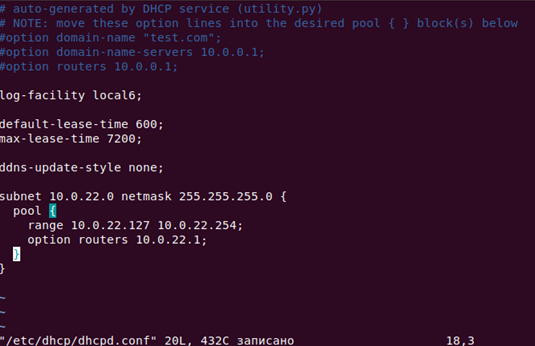 # auto-generated by DHCP service (utility.py)
# NOTE: move these option lines into the desired pool { } block(s) below
#option domain-name "test.com";
#option domain-name-servers 10.0.0.1;
#option routers 10.0.0.1;

log-facility local6;

default-lease-time 600;
max-lease-time 7200;

ddns-update-style none;

subnet 10.0.22.0 netmask 255.255.255.0 {
  pool {
    range 10.0.22.127 10.0.22.254;
    option routers 10.0.22.1;
  }
}

~
~
~
"/etc/dhcp/dhcpd.conf" 20L, 432C записано 18,3